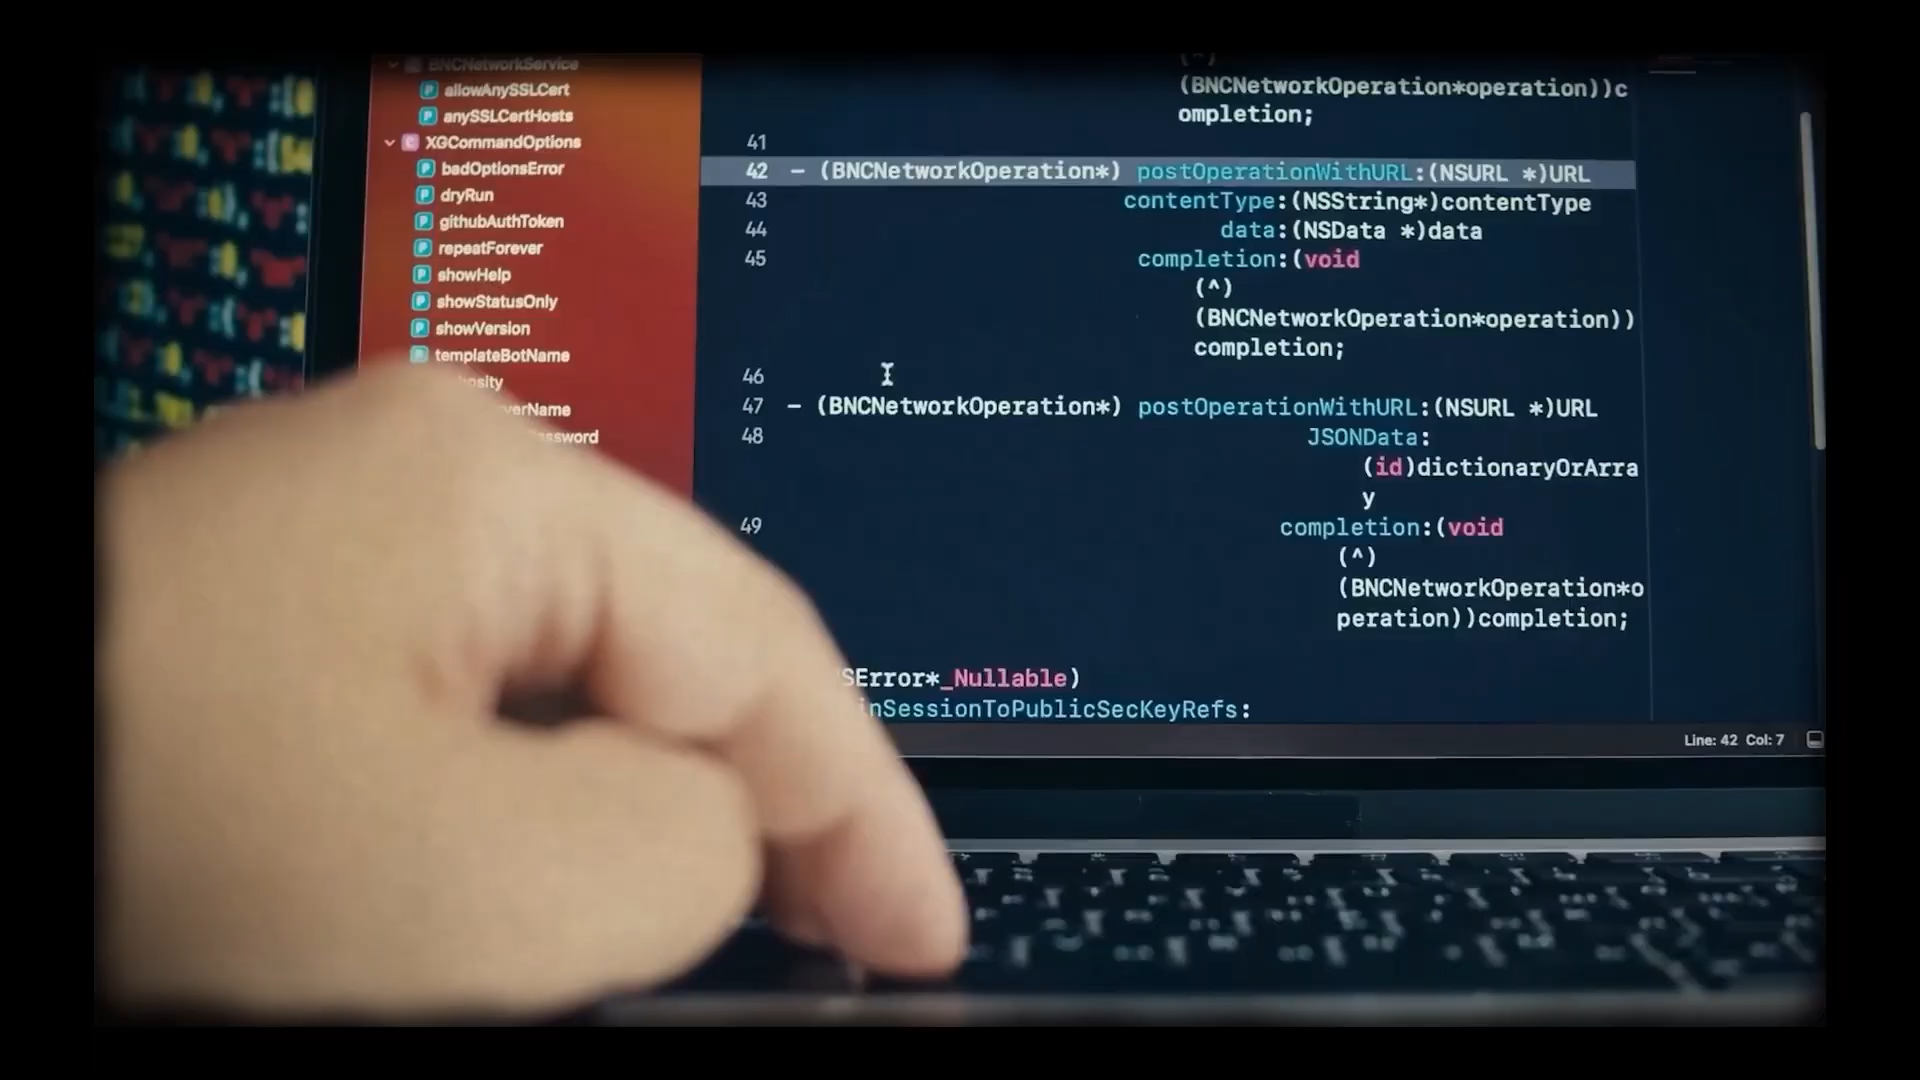 BNCNetworkService
allowAnySSLCert
anySSLCertHosts
XGCommandOptions
badOptionsError
dryRun
githubAuthToken
repeatForever
showHelp
showStatusOnly
showVersion
templateBotName
osity
verName
assword
(^)
(BNCNetworkOperation*operation))c
ompletion;
41
42 - (BNCNetworkOperation*) postOperationWithURL:(NSURL *)URL
43 contentType:(NSString*)contentType
44 data:(NSData *)data
45 completion:(void
(^)
(BNCNetworkOperation*operation))
completion;
46
47 - (BNCNetworkOperation*) postOperationWithURL:(NSURL *)URL
48 JSONData:
(id)dictionaryOrArra
y
49 completion:(void
(^)
(BNCNetworkOperation*o
peration))completion;
SError*_Nullable)
inSessionToPublicSecKeyRefs:
Line: 42 Col: 7